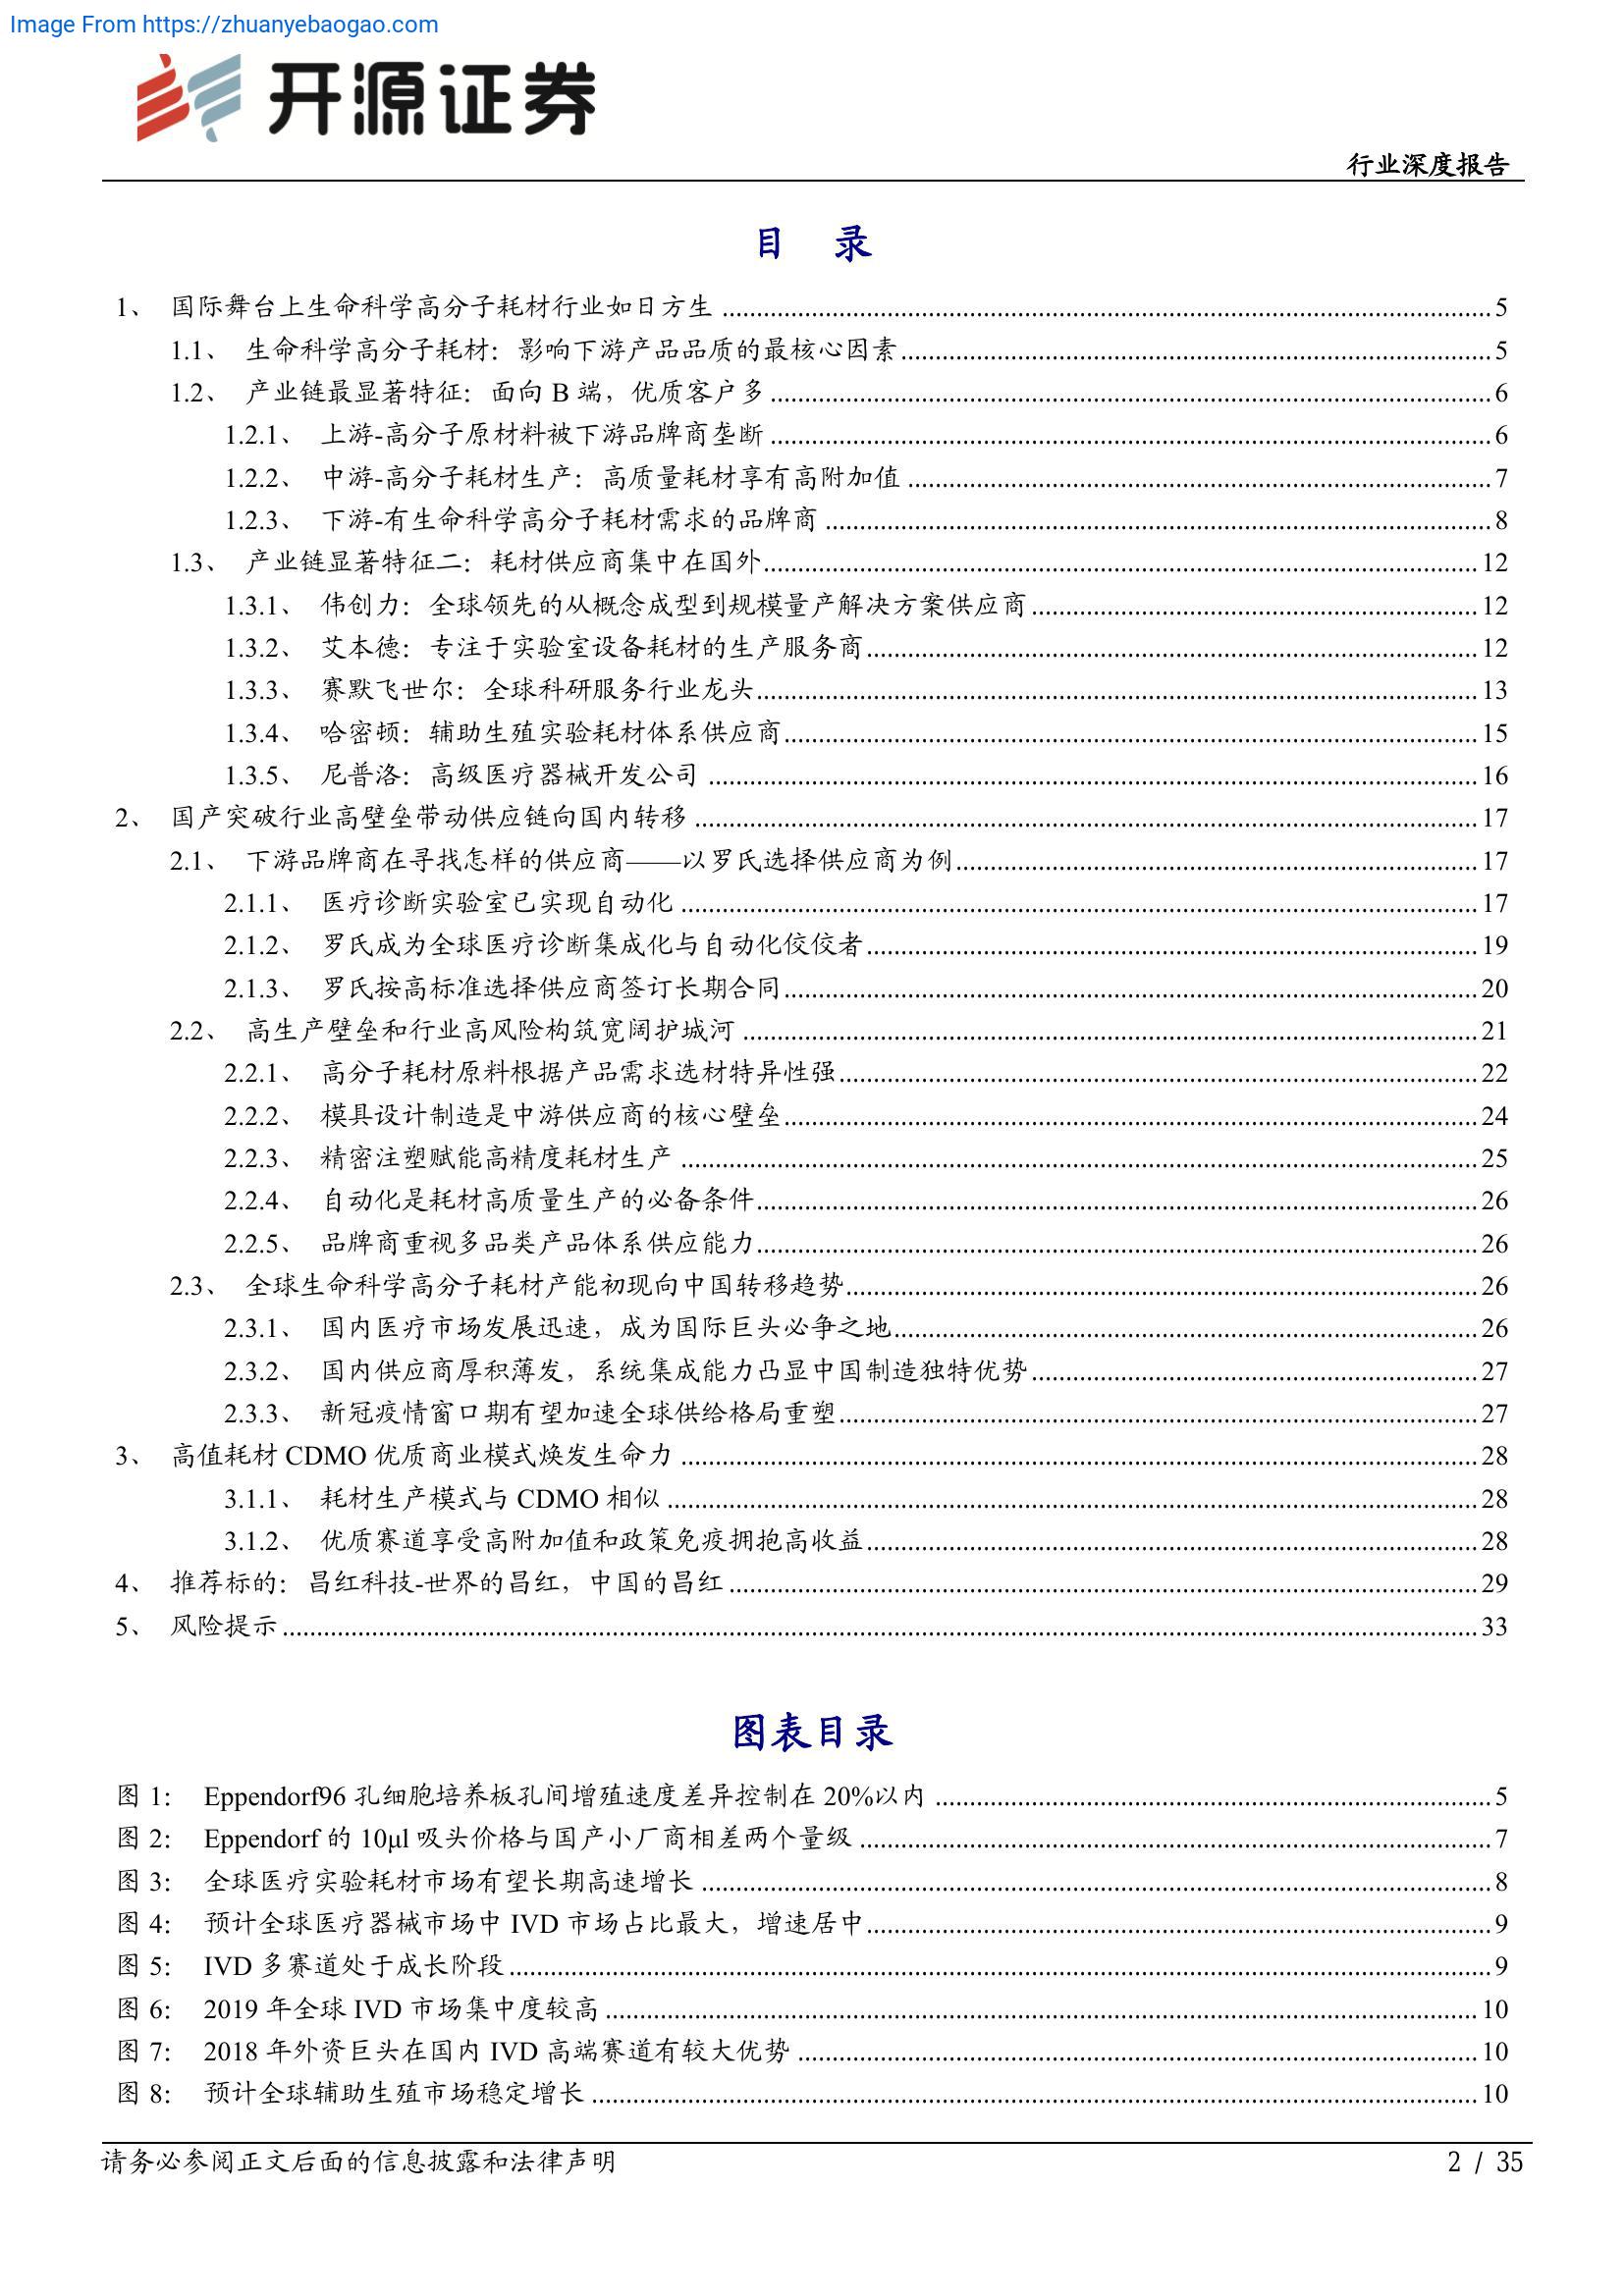 Image From https://zhuanyebaogao.com
开源证券
行业深度报告
目 录
1、 国际舞台上生命科学高分子耗材行业如日方生 5
1.1、 生命科学高分子耗材：影响下游产品品质的最核心因素 5
1.2、 产业链最显著特征：面向 B 端，优质客户多 6
1.2.1、 上游-高分子原材料被下游品牌商垄断 6
1.2.2、 中游-高分子耗材生产：高质量耗材享有高附加值 7
1.2.3、 下游-有生命科学高分子耗材需求的品牌商 8
1.3、 产业链显著特征二：耗材供应商集中在国外 12
1.3.1、 伟创力：全球领先的从概念成型到规模量产解决方案供应商 12
1.3.2、 艾本德：专注于实验室设备耗材的生产服务商 12
1.3.3、 赛默飞世尔：全球科研服务行业龙头 13
1.3.4、 哈密顿：辅助生殖实验耗材体系供应商 15
1.3.5、 尼普洛：高级医疗器械开发公司 16
2、 国产突破行业高壁垒带动供应链向国内转移 17
2.1、 下游品牌商在寻找怎样的供应商——以罗氏选择供应商为例 17
2.1.1、 医疗诊断实验室已实现自动化 17
2.1.2、 罗氏成为全球医疗诊断集成化与自动化佼佼者 19
2.1.3、 罗氏按高标准选择供应商签订长期合同 20
2.2、 高生产壁垒和行业高风险构筑宽阔护城河 21
2.2.1、 高分子耗材原料根据产品需求选材特异性强 22
2.2.2、 模具设计制造是中游供应商的核心壁垒 24
2.2.3、 精密注塑赋能高精度耗材生产 25
2.2.4、 自动化是耗材高质量生产的必备条件 26
2.2.5、 品牌商重视多品类产品体系供应能力 26
2.3、 全球生命科学高分子耗材产能初现向中国转移趋势 26
2.3.1、 国内医疗市场发展迅速，成为国际巨头必争之地 26
2.3.2、 国内供应商厚积薄发，系统集成能力凸显中国制造独特优势 27
2.3.3、 新冠疫情窗口期有望加速全球供给格局重塑 27
3、 高值耗材 CDMO 优质商业模式焕发生命力 28
3.1.1、 耗材生产模式与 CDMO 相似 28
3.1.2、 优质赛道享受高附加值和政策免疫拥抱高收益 28
4、 推荐标的：昌红科技-世界的昌红，中国的昌红 29
5、 风险提示 33
图表目录
图 1： Eppendorf96 孔细胞培养板孔间增殖速度差异控制在 20%以内 5
图 2： Eppendorf 的 10μl 吸头价格与国产小厂商相差两个量级 7
图 3： 全球医疗实验耗材市场有望长期高速增长 8
图 4： 预计全球医疗器械市场中 IVD 市场占比最大，增速居中 9
图 5： IVD 多赛道处于成长阶段 9
图 6： 2019 年全球 IVD 市场集中度较高 10
图 7： 2018 年外资巨头在国内 IVD 高端赛道有较大优势 10
图 8： 预计全球辅助生殖市场稳定增长 10
请务必参阅正文后面的信息披露和法律声明 2 / 35